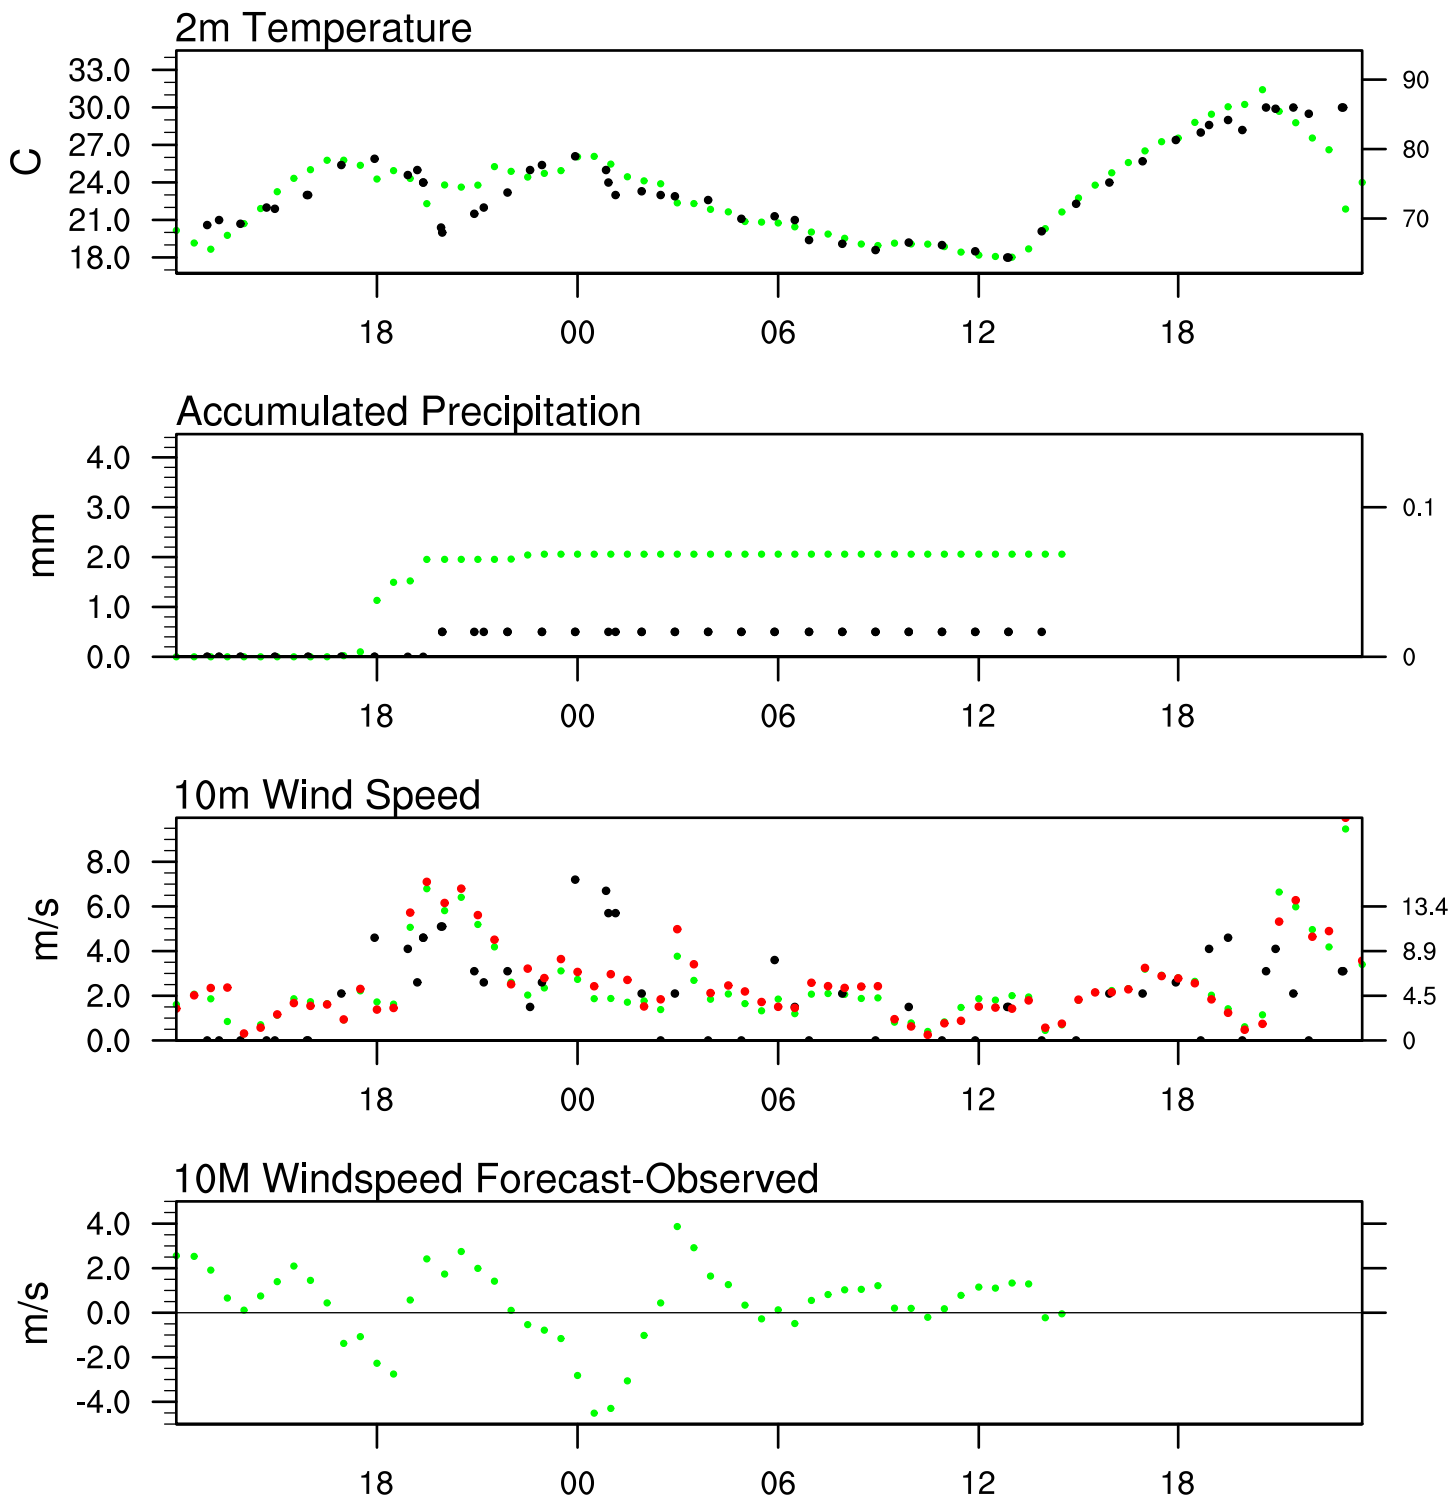 2m Temperature
33.0
30.0
27.0
24.0
21.0
18.0
C
90
80
70
18 00 06 12 18
Accumulated Precipitation
4.0
3.0
2.0
1.0
0.0
mm
0.1
0
18 00 06 12 18
10m Wind Speed
8.0
6.0
4.0
2.0
0.0
m/s
13.4
8.9
4.5
0
18 00 06 12 18
10M Windspeed Forecast-Observed
4.0
2.0
0.0
-2.0
-4.0
m/s
18 00 06 12 18